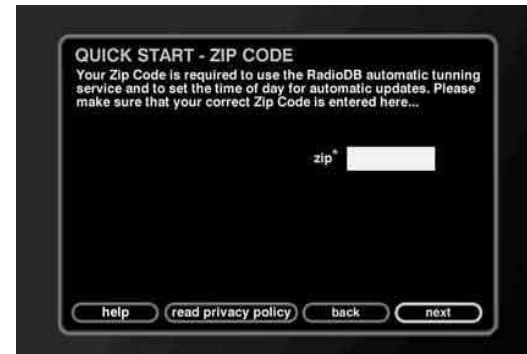 QUICK START - ZIP CODE
Your Zip Code is required to use the RadioDB automatic tunning
service and to set the time of day for automatic updates. Please
make sure that your correct Zip Code is entered here...
zip*
help read privacy policy back next